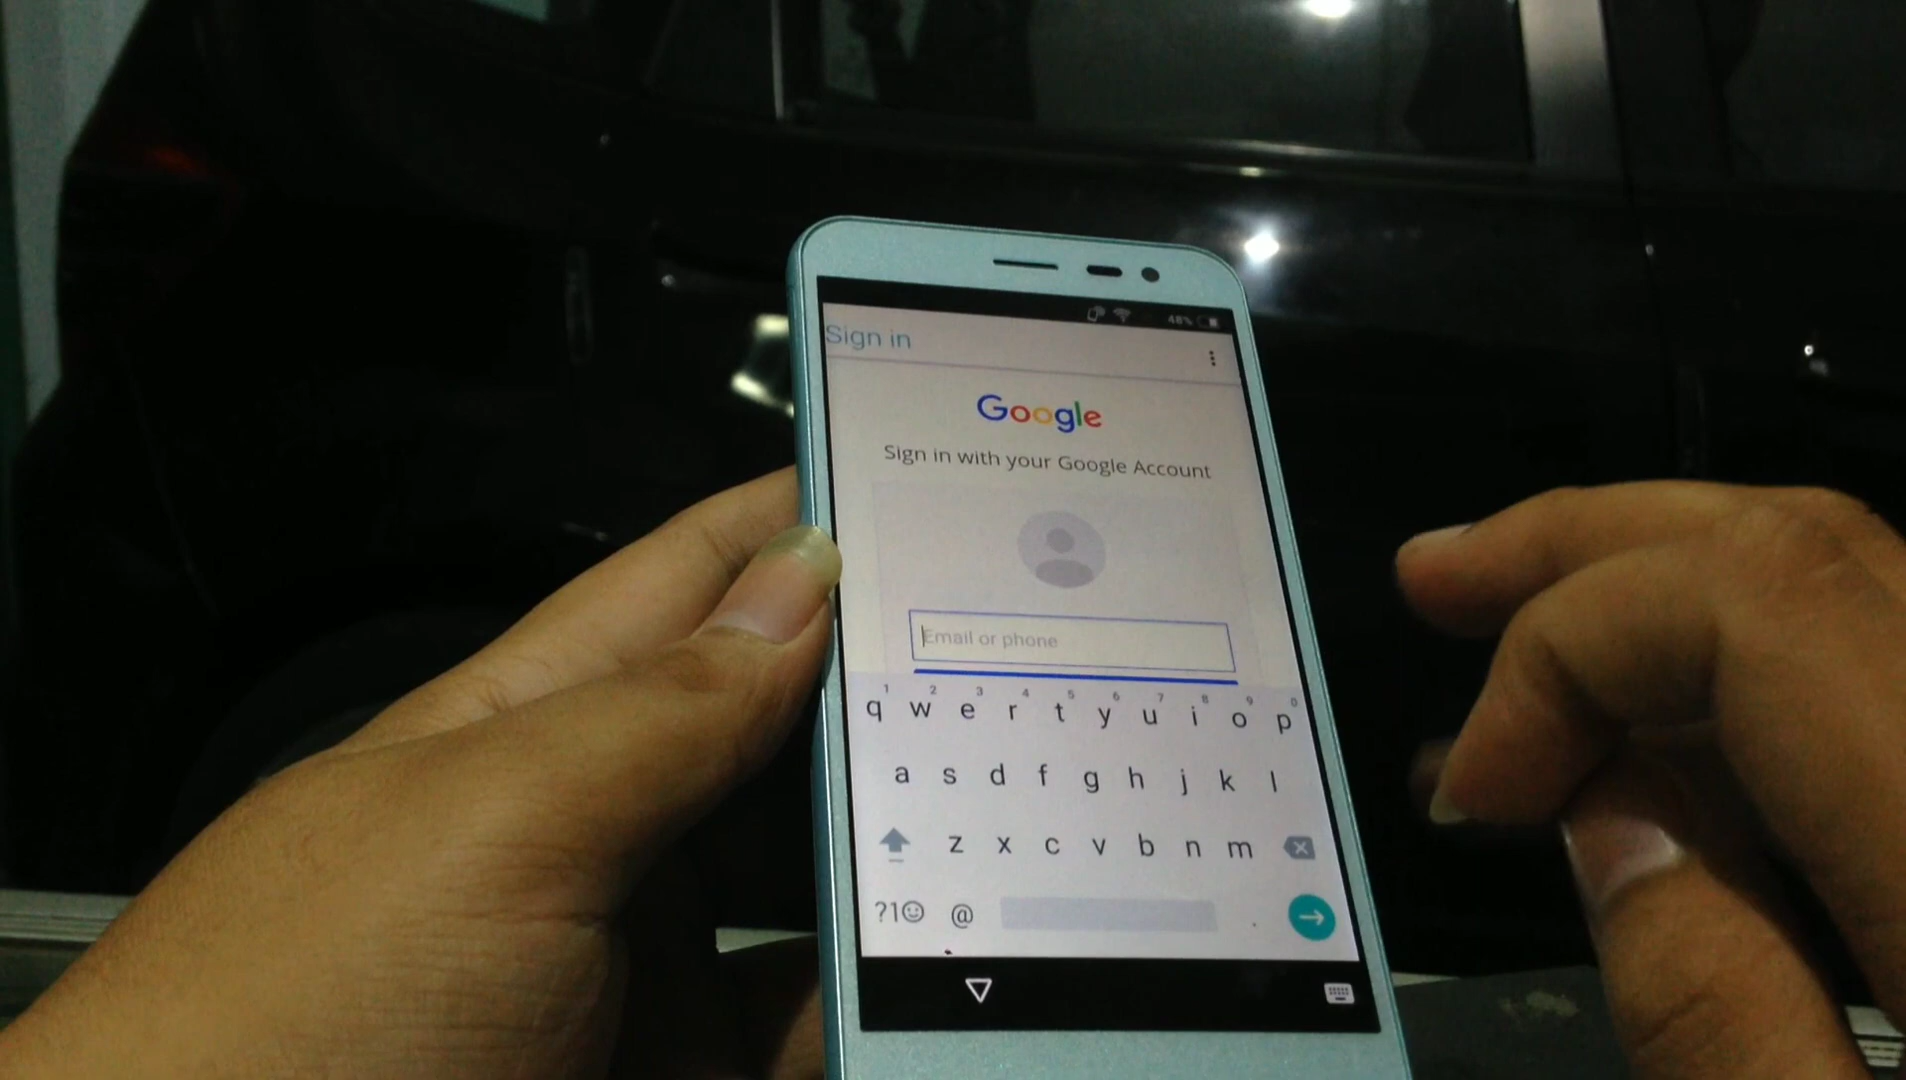 48%
Sign in
Google
Sign in with your Google Account
Email or phone
1 2 3 4 5 6 7 8 9 0
q w e r t y u i o p
a s d f g h j k l
z x c v b n m
?1☺ @ .